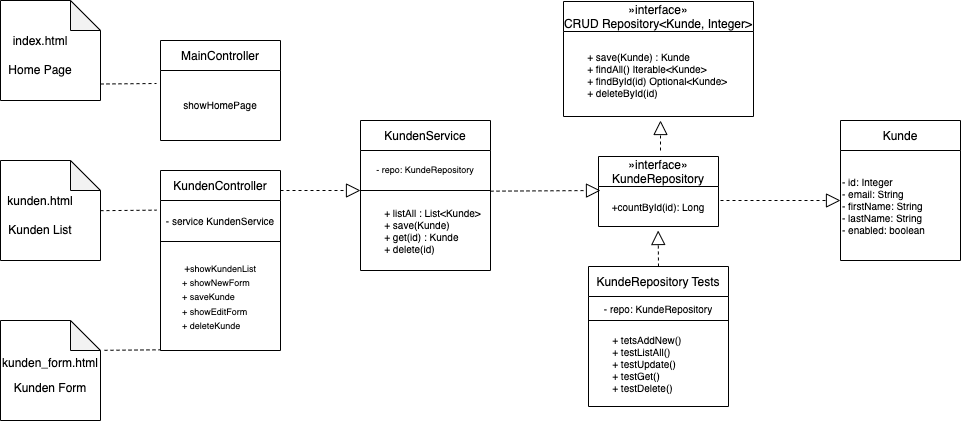 index.html
Home Page
MainController
showHomePage
kunden.html
Kunden List
KundenController
- service KundenService
+showKundenList
+ showNewForm
+ saveKunde
+ showEditForm
+ deleteKunde
kunden_form.html
Kunden Form
KundenService
- repo: KundeRepository
+ listAll : List<Kunde>
+ save(Kunde)
+ get(id) : Kunde
+ delete(id)
»interface»
CRUD Repository<Kunde, Integer>
+ save(Kunde) : Kunde
+ findAll() Iterable<Kunde>
+ findById(id) Optional<Kunde>
+ deleteById(id)
»interface»
KundeRepository
+countById(id): Long
KundeRepository Tests
- repo: KundeRepository
+ tetsAddNew()
+ testListAll()
+ testUpdate()
+ testGet()
+ testDelete()
Kunde
- id: Integer
- email: String
- firstName: String
- lastName: String
- enabled: boolean